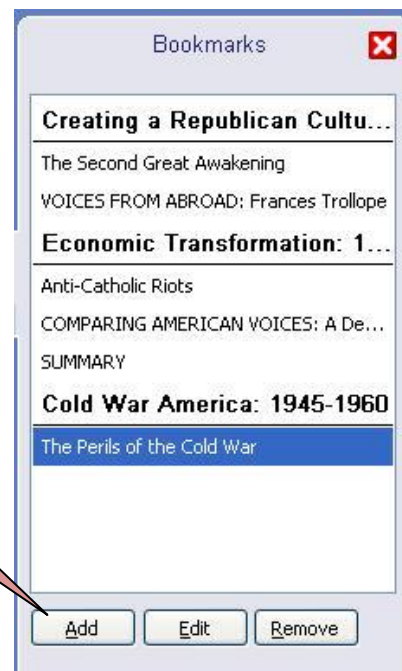 Bookmarks
Creating a Republican Cultu...
The Second Great Awakening
VOICES FROM ABROAD: Frances Trollope
Economic Transformation: 1...
Anti-Catholic Riots
COMPARING AMERICAN VOICES: A De...
SUMMARY
Cold War America: 1945-1960
The Perils of the Cold War
Add Edit Remove